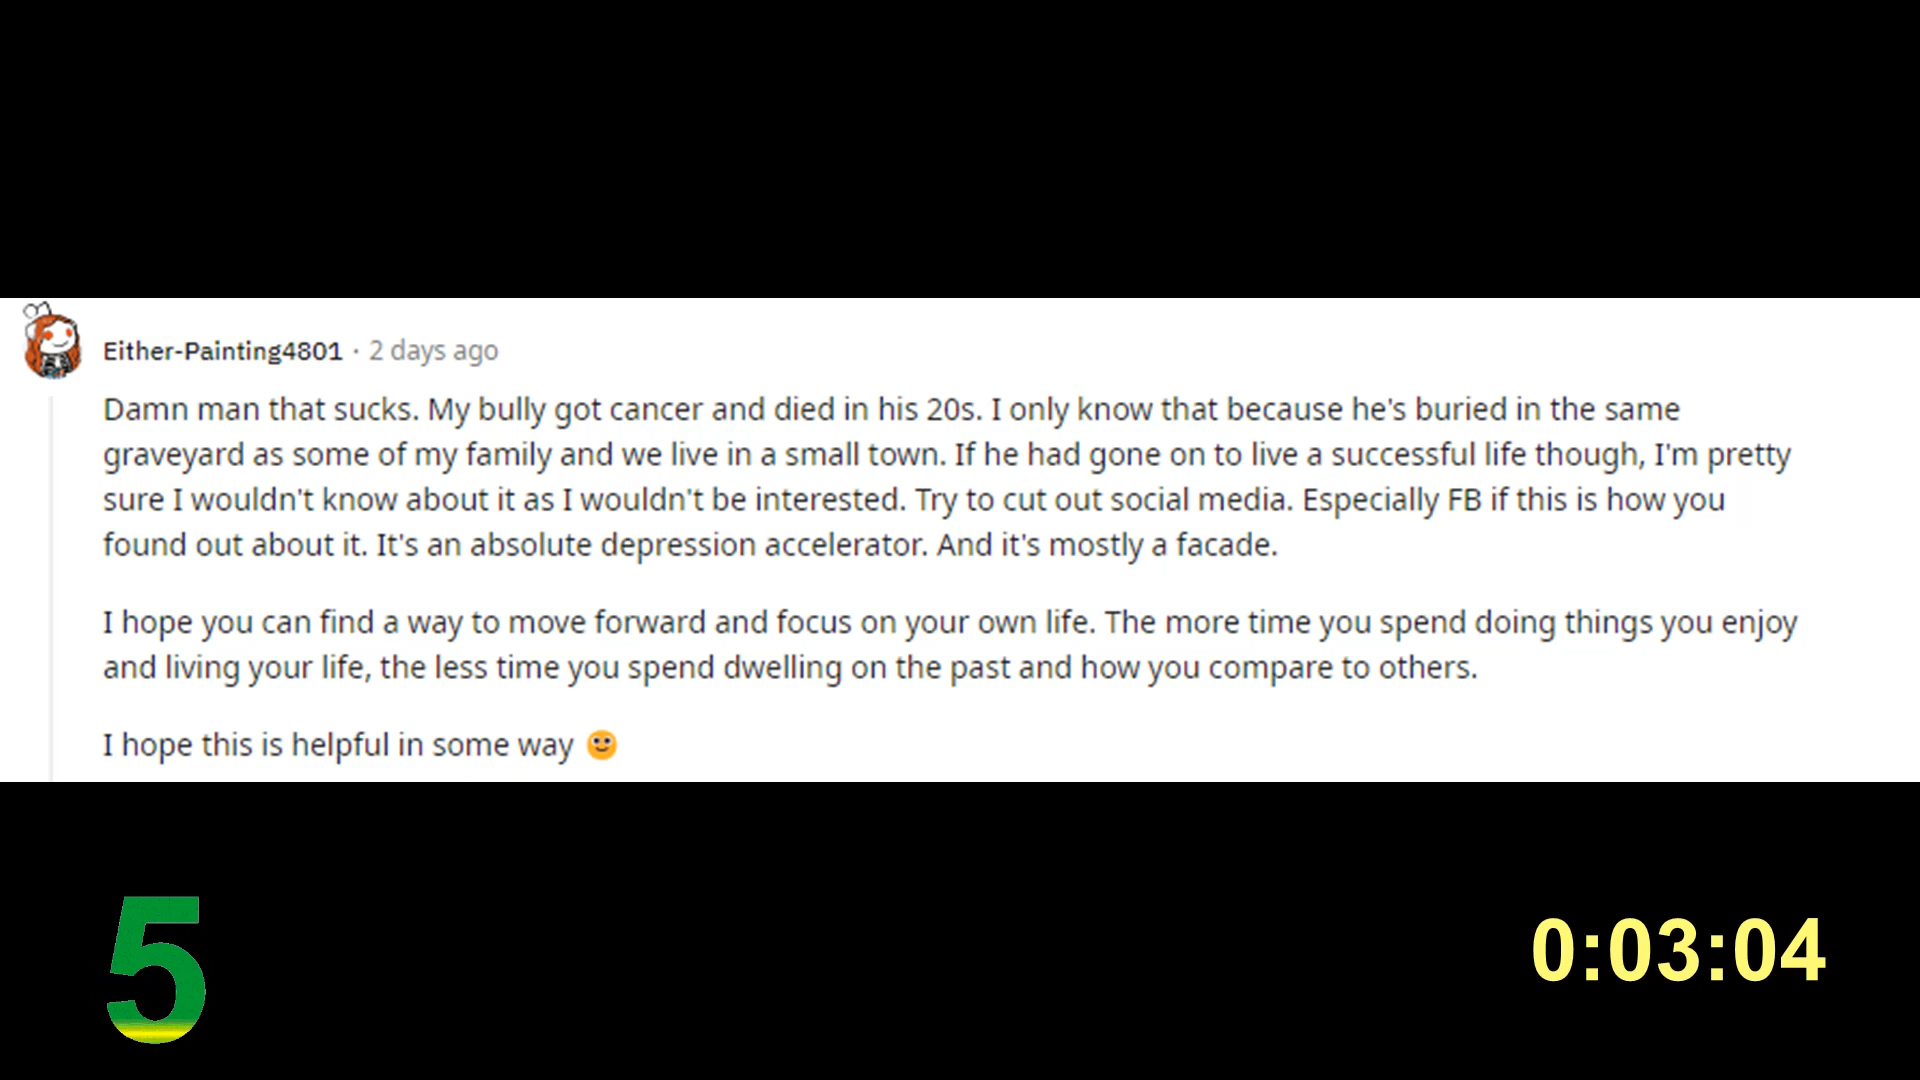 Either-Painting4801 · 2 days ago
Damn man that sucks. My bully got cancer and died in his 20s. I only know that because he's buried in the same
graveyard as some of my family and we live in a small town. If he had gone on to live a successful life though, I'm pretty
sure I wouldn't know about it as I wouldn't be interested. Try to cut out social media. Especially FB if this is how you
found out about it. It's an absolute depression accelerator. And it's mostly a facade.
I hope you can find a way to move forward and focus on your own life. The more time you spend doing things you enjoy
and living your life, the less time you spend dwelling on the past and how you compare to others.
I hope this is helpful in some way 🙂
5
0:03:04